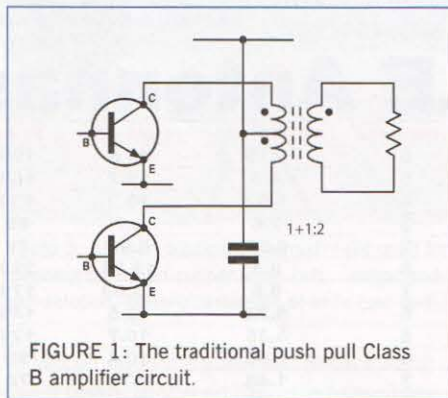 C
B
E
C
B
E
1+1:2
FIGURE 1: The traditional push pull Class
B amplifier circuit.